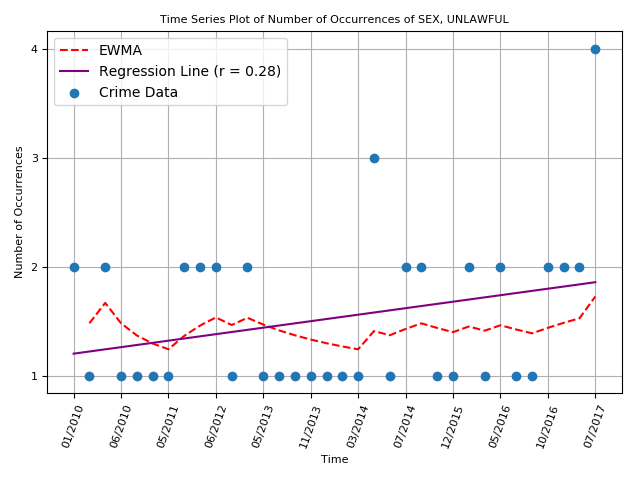 Time Series Plot of Number of Occurrences of SEX, UNLAWFUL
EWMA
Regression Line (r = 0.28)
Crime Data
Number of Occurrences
4
3
2
1
01/2010
06/2010
05/2011
06/2012
05/2013
11/2013
03/2014
07/2014
12/2015
05/2016
10/2016
07/2017
Time